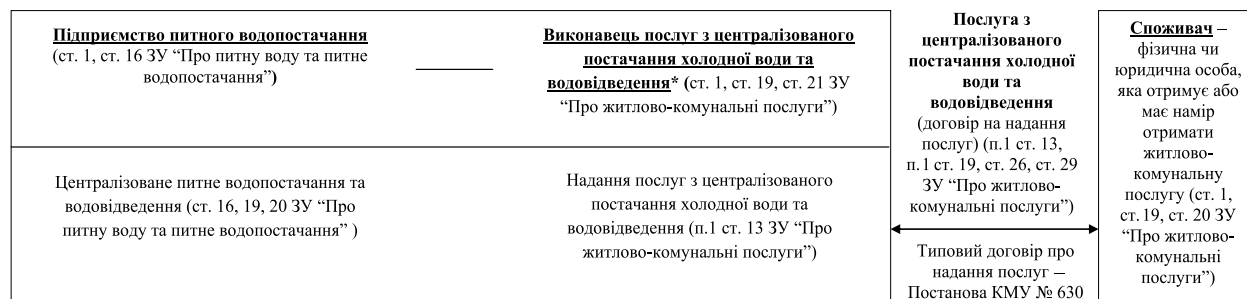 Підприємство питного водопостачання
(ст. 1, ст. 16 ЗУ “Про питну воду та питне
водопостачання”)
Централізоване питне водопостачання та
водовідведення (ст. 16, 19, 20 ЗУ “Про
питну воду та питне водопостачання” )
Виконавець послуг з централізованого
постачання холодної води та
водовідведення* (ст. 1, ст. 19, ст. 21 ЗУ
“Про житлово-комунальні послуги”)
Надання послуг з централізованого
постачання холодної води та
водовідведення (п.1 ст. 13 ЗУ “Про
житлово-комунальні послуги”)
Послуга з
централізованого
постачання холодної
води та
водовідведення
(договір на надання
послуг) (п.1 ст. 13,
п.1 ст. 19, ст. 26, ст. 29
ЗУ “Про житлово-
комунальні послуги”)
Типовий договір про
надання послуг –
Постанова КМУ № 630
Споживач –
фізична чи
юридична особа,
яка отримує або
має намір
отримати
житлово-
комунальну
послугу (ст. 1,
ст. 19, ст. 20 ЗУ
“Про житлово-
комунальні
послуги”)